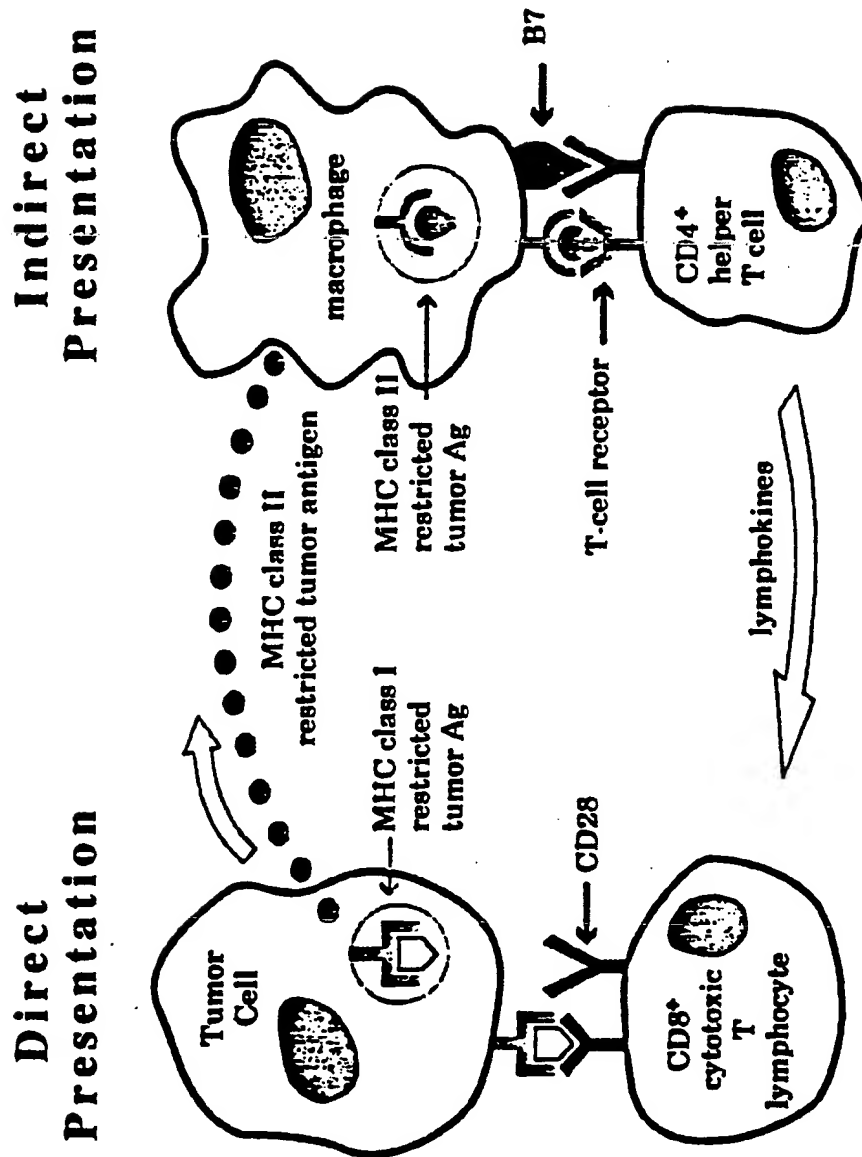 Direct
Presentation
Indirect
Presentation
Tumor
Cell
MHC class I
restricted
tumor Ag
MHC class II
restricted tumor antigen
macrophage
MHC class II
restricted
tumor Ag
CD28
T-cell receptor
B7
CD8+
cytotoxic
T
lymphocyte
lymphokines
CD4+
helper
T cell